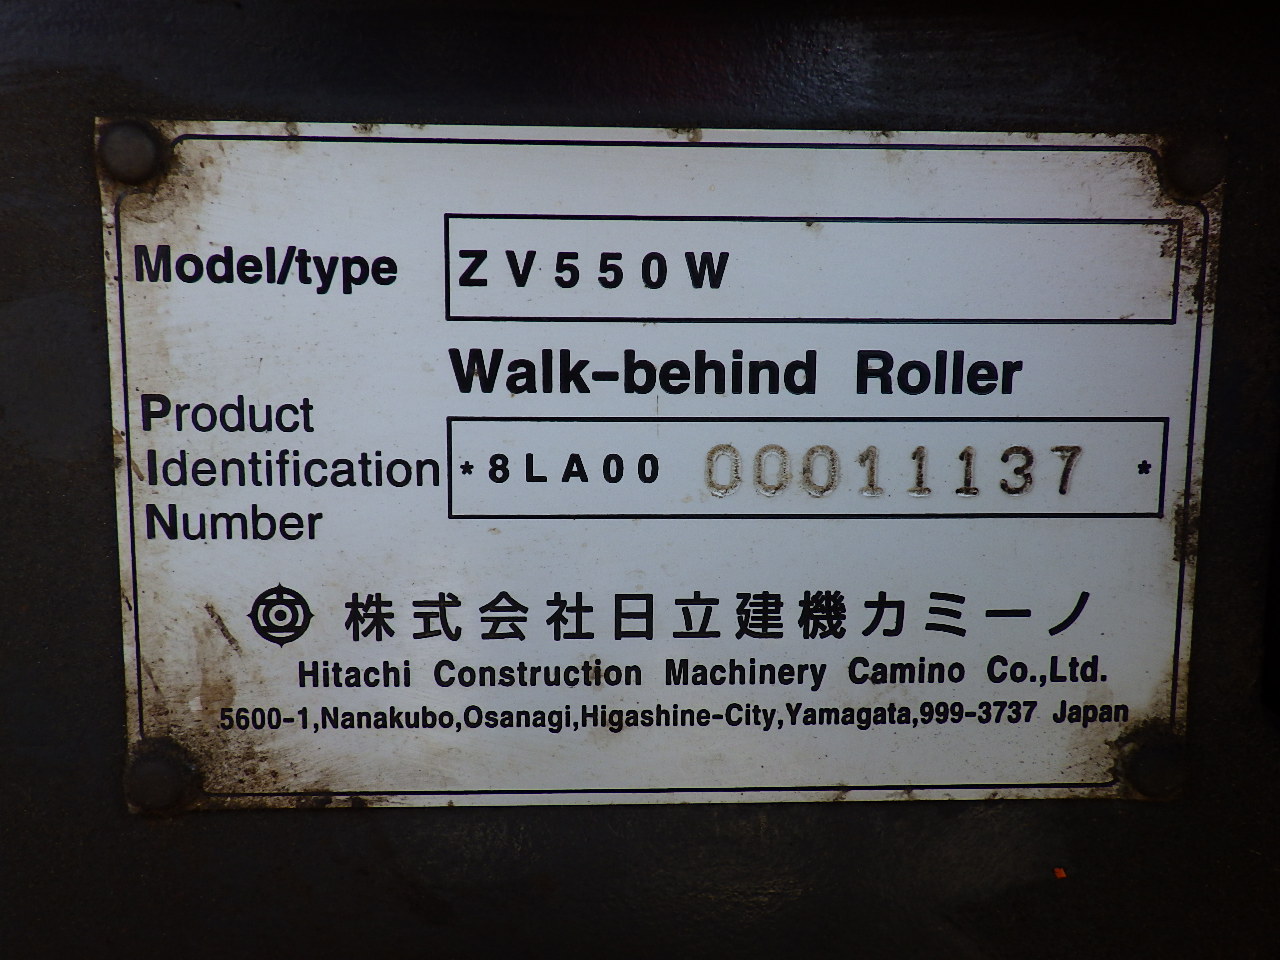 Model/type ZV550W
Walk-behind Roller
Product
Identification *8LA00 00011137 *
Number
株式会社日立建機カミーノ
Hitachi Construction Machinery Camino Co.,Ltd.
5600-1,Nanakubo,Osanagi,Higashine-City,Yamagata,999-3737 Japan